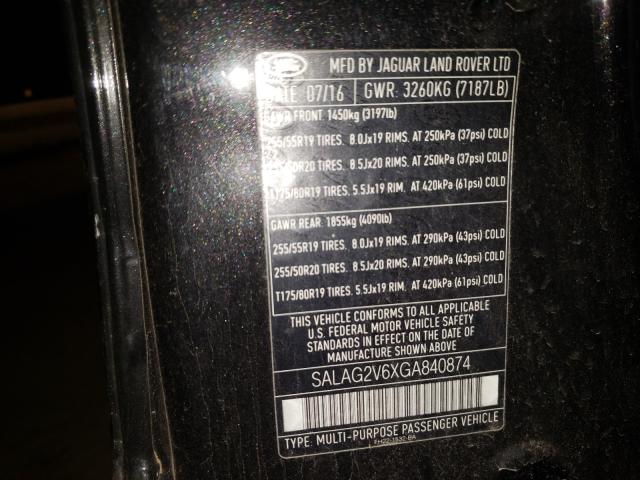 MFD BY JAGUAR LAND ROVER LTD
DATE 07/16 GWR: 3260KG (7187LB)
GAWR FRONT: 1450kg (3197lb)
255/55R19 TIRES. 8.0Jx19 RIMS. AT 250kPa (37psi) COLD
255/50R20 TIRES. 8.5Jx20 RIMS. AT 250kPa (37psi) COLD
T175/80R19 TIRES. 5.5Jx19 RIM. AT 420kPa (61psi) COLD
GAWR REAR: 1855kg (4090lb)
255/55R19 TIRES. 8.0Jx19 RIMS. AT 290kPa (43psi) COLD
255/50R20 TIRES. 8.5Jx20 RIMS. AT 290kPa (43psi) COLD
T175/80R19 TIRES. 5.5Jx19 RIM. AT 420kPa (61psi) COLD
THIS VEHICLE CONFORMS TO ALL APPLICABLE
U.S. FEDERAL MOTOR VEHICLE SAFETY
STANDARDS IN EFFECT ON THE DATE OF
MANUFACTURE SHOWN ABOVE.
SALAG2V6XGA840874
TYPE: MULTI-PURPOSE PASSENGER VEHICLE